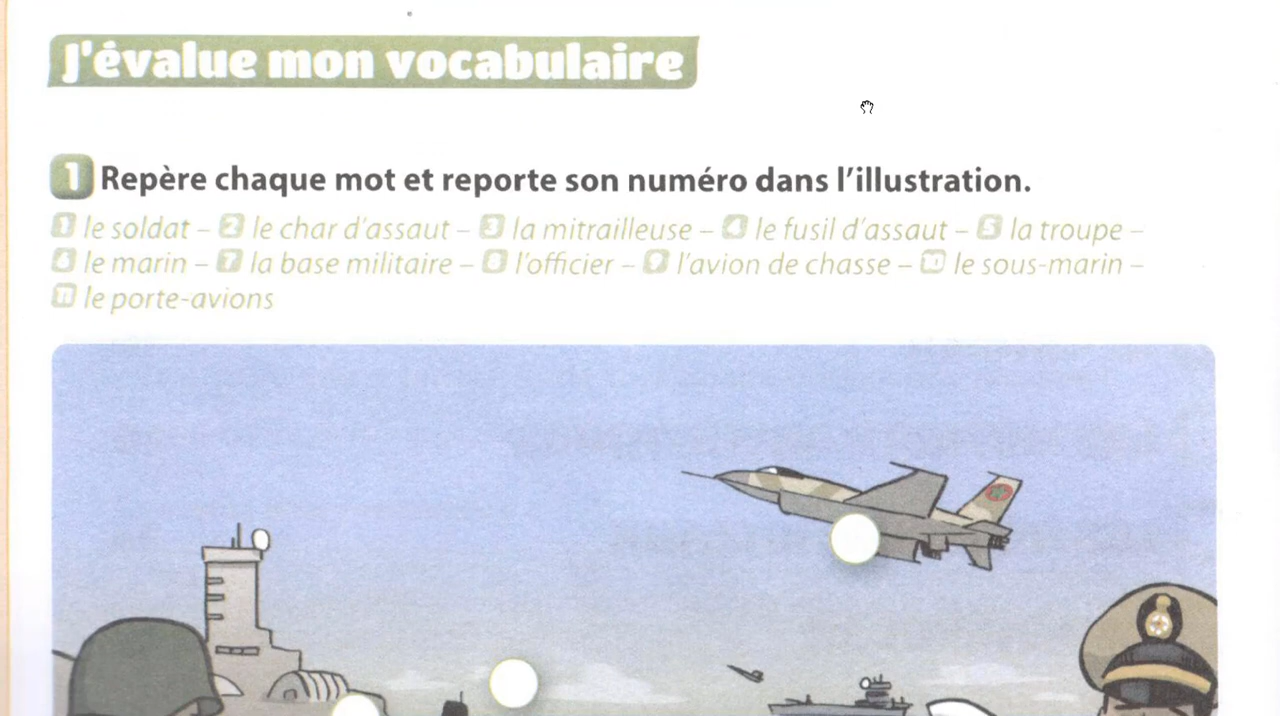 J'évalue mon vocabulaire
1 Repère chaque mot et reporte son numéro dans l'illustration.
1 le soldat – 2 le char d'assaut – 3 la mitrailleuse – 4 le fusil d'assaut – 5 la troupe –
6 le marin – 7 la base militaire – 8 l'officier – 9 l'avion de chasse – 10 le sous-marin –
11 le porte-avions